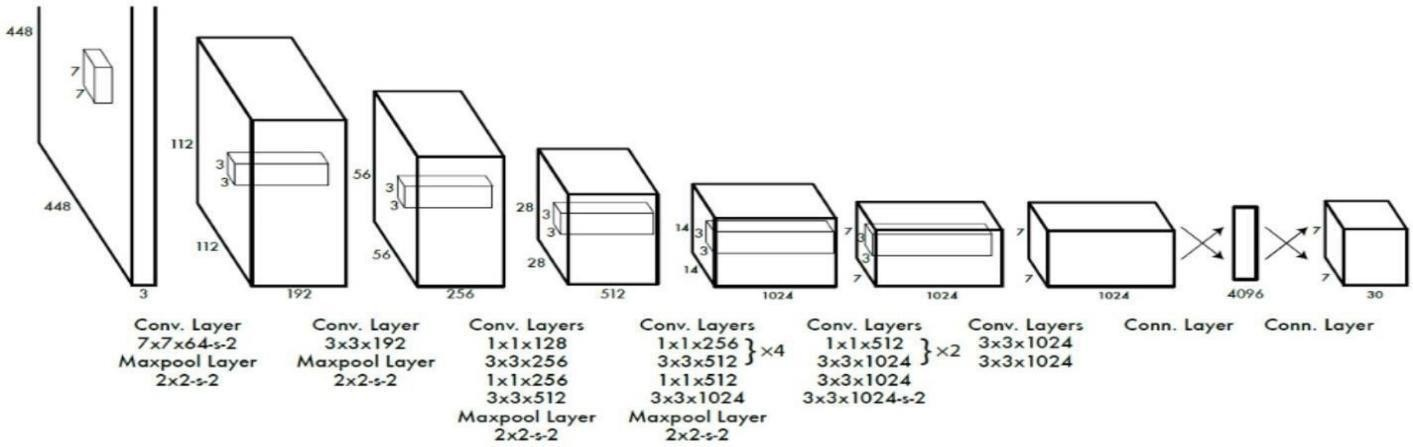 448
7
7
448
3
112
3
3
112
192
56
3
3
56
256
28
3
3
28
512
14
3
3
14
1024
7
3
3
7
1024
7
7
1024
4096
7
7
30
Conv. Layer
7x7x64-s-2
Maxpool Layer
2x2-s-2
Conv. Layer
3x3x192
Maxpool Layer
2x2-s-2
Conv. Layers
1x1x128
3x3x256
1x1x256
3x3x512
Maxpool Layer
2x2-s-2
Conv. Layers
1x1x256
3x3x512 } ×4
1x1x512
3x3x1024
Maxpool Layer
2x2-s-2
Conv. Layers
1x1x512
3x3x1024 } ×2
3x3x1024
3x3x1024-s-2
Conv. Layers
3x3x1024
3x3x1024
Conn. Layer
Conn. Layer